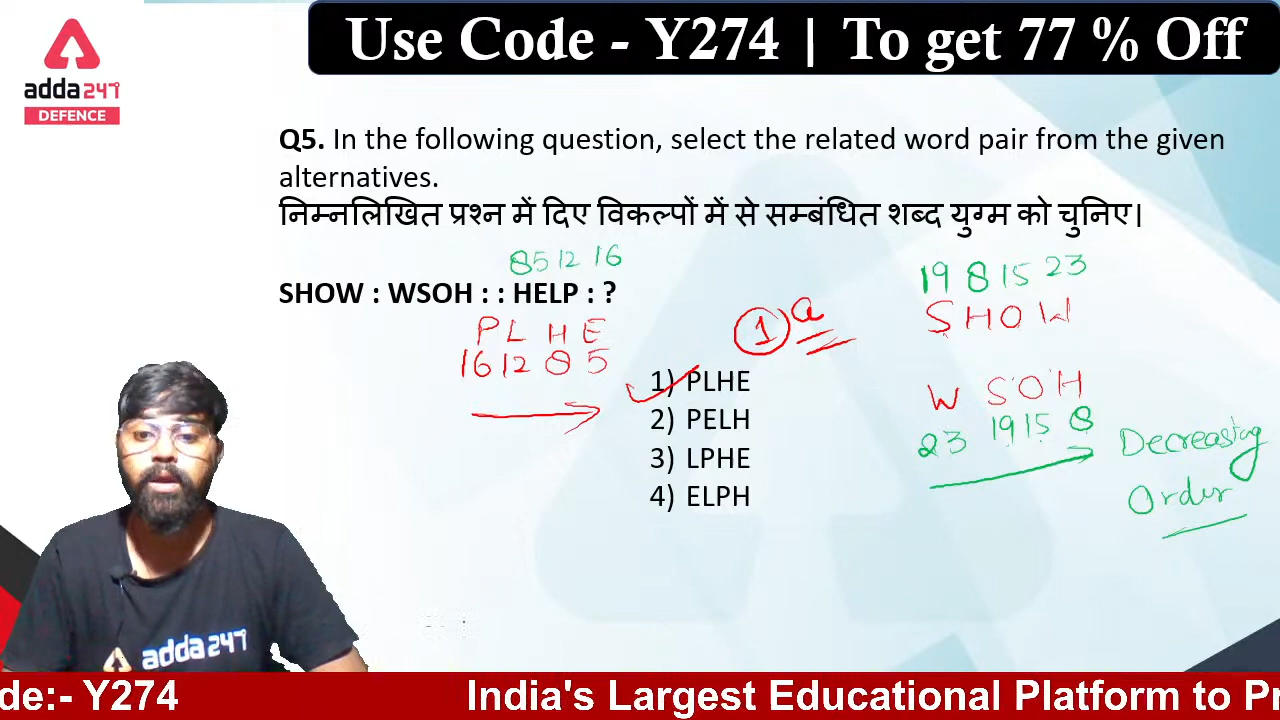 Use Code - Y274 | To get 77 % Off
adda247
DEFENCE
Q5. In the following question, select the related word pair from the given
alternatives.
निम्नलिखित प्रश्न में दिए विकल्पों में से सम्बंधित शब्द युग्म को चुनिए।
8 5 12 16
SHOW : WSOH : : HELP : ?
P L H E
16 12 8 5
1 a
19 8 15 23
S H O W
1) PLHE
2) PELH
3) LPHE
4) ELPH
W S O H
23 19 15 8
Decreasing
Order
adda247
de:- Y274 India's Largest Educational Platform to Pr